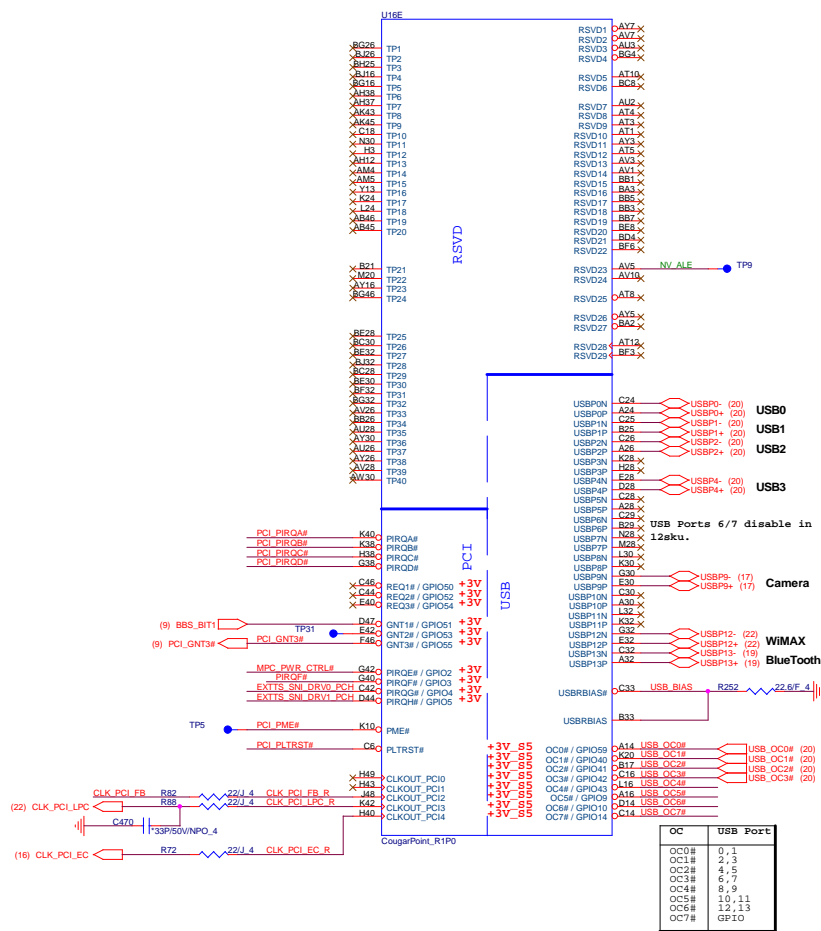 U16E
BG26 TP1
BJ26 TP2
BH25 TP3
BJ16 TP4
BG16 TP5
AH38 TP6
AH37 TP7
AK43 TP8
AK45 TP9
C18 TP10
N30 TP11
H3 TP12
AH12 TP13
AM4 TP14
AM5 TP15
Y13 TP16
K24 TP17
L24 TP18
AB46 TP19
AB45 TP20
B21 TP21
M20 TP22
AY16 TP23
BG46 TP24
BE28 TP25
BC30 TP26
BE32 TP27
BJ32 TP28
BC28 TP29
BE30 TP30
BF32 TP31
BG32 TP32
AV26 TP33
BB26 TP34
AU28 TP35
AY30 TP36
AU26 TP37
AY26 TP38
AV28 TP39
AW30 TP40
RSVD
RSVD1 AY7
RSVD2 AV7
RSVD3 AU3
RSVD4 BG4
RSVD5 AT10
RSVD6 BC8
RSVD7 AU2
RSVD8 AT4
RSVD9 AT3
RSVD10 AT1
RSVD11 AY3
RSVD12 AT5
RSVD13 AV3
RSVD14 AV1
RSVD15 BB1
RSVD16 BA3
RSVD17 BB5
RSVD18 BB3
RSVD19 BB7
RSVD20 BE8
RSVD21 BD4
RSVD22 BF6
RSVD23 AV5 NV_ALE TP9
RSVD24 AV10
RSVD25 AT8
RSVD26 AY5
RSVD27 BA2
RSVD28 AT12
RSVD29 BF3
PCI_PIRQA# K40 PIRQA#
PCI_PIRQB# K38 PIRQB#
PCI_PIRQC# H38 PIRQC#
PCI_PIRQD# G38 PIRQD#
C46 REQ1# / GPIO50 +3V
C44 REQ2# / GPIO52 +3V
E40 REQ3# / GPIO54 +3V
(9) BBS_BIT1 D47 GNT1# / GPIO51 +3V
TP31 E42 GNT2# / GPIO53 +3V
(9) PCI_GNT3# PCI_GNT3# F46 GNT3# / GPIO55 +3V
MPC_PWR_CTRL# G42 PIRQE# / GPIO2 +3V
PIRQF# G40 PIRQF# / GPIO3 +3V
EXTTS_SNI_DRV0_PCH C42 PIRQG# / GPIO4 +3V
EXTTS_SNI_DRV1_PCH D44 PIRQH# / GPIO5 +3V
TP5 PCI_PME# K10 PME#
PCI_PLTRST# C6 PLTRST#
H49 CLKOUT_PCI0
H43 CLKOUT_PCI1
CLK_PCI_FB R82 22/J_4 CLK_PCI_FB_R J48 CLKOUT_PCI2
(22) CLK_PCI_LPC R88 22/J_4 CLK_PCI_LPC_R K42 CLKOUT_PCI3
C470 *33P/50V/NPO_4
(16) CLK_PCI_EC R72 22/J_4 CLK_PCI_EC_R H40 CLKOUT_PCI4
PCI
USB
USBP0N C24 USBP0- (20)
USBP0P A24 USBP0+ (20) USB0
USBP1N C25 USBP1- (20)
USBP1P B25 USBP1+ (20) USB1
USBP2N C26 USBP2- (20)
USBP2P A26 USBP2+ (20) USB2
USBP3N K28
USBP3P H28
USBP4N E28 USBP4- (20)
USBP4P D28 USBP4+ (20) USB3
USBP5N C28
USBP5P A28
USBP6N C29
USBP6P B29
USBP7N N28
USBP7P M28
USB Ports 6/7 disable in
12sku.
USBP8N L30
USBP8P K30
USBP9N G30 USBP9- (17)
USBP9P E30 USBP9+ (17) Camera
USBP10N C30
USBP10P A30
USBP11N L32
USBP11P K32
USBP12N G32 USBP12- (22)
USBP12P E32 USBP12+ (22) WiMAX
USBP13N C32 USBP13- (19)
USBP13P A32 USBP13+ (19) BlueTooth
USBRBIAS# C33 USB_BIAS R252 22.6/F_4
USBRBIAS B33
+3V_S5 OC0# / GPIO59 A14 USB_OC0# USB_OC0# (20)
+3V_S5 OC1# / GPIO40 K20 USB_OC1# USB_OC1# (20)
+3V_S5 OC2# / GPIO41 B17 USB_OC2# USB_OC2# (20)
+3V_S5 OC3# / GPIO42 C16 USB_OC3# USB_OC3# (20)
+3V_S5 OC4# / GPIO43 L16 USB_OC4#
+3V_S5 OC5# / GPIO9 A16 USB_OC5#
+3V_S5 OC6# / GPIO10 D14 USB_OC6#
+3V_S5 OC7# / GPIO14 C14 USB_OC7#
CougarPoint_R1P0
OC USB Port
OC0# 0,1
OC1# 2,3
OC2# 4,5
OC3# 6,7
OC4# 8,9
OC5# 10,11
OC6# 12,13
OC7# GPIO